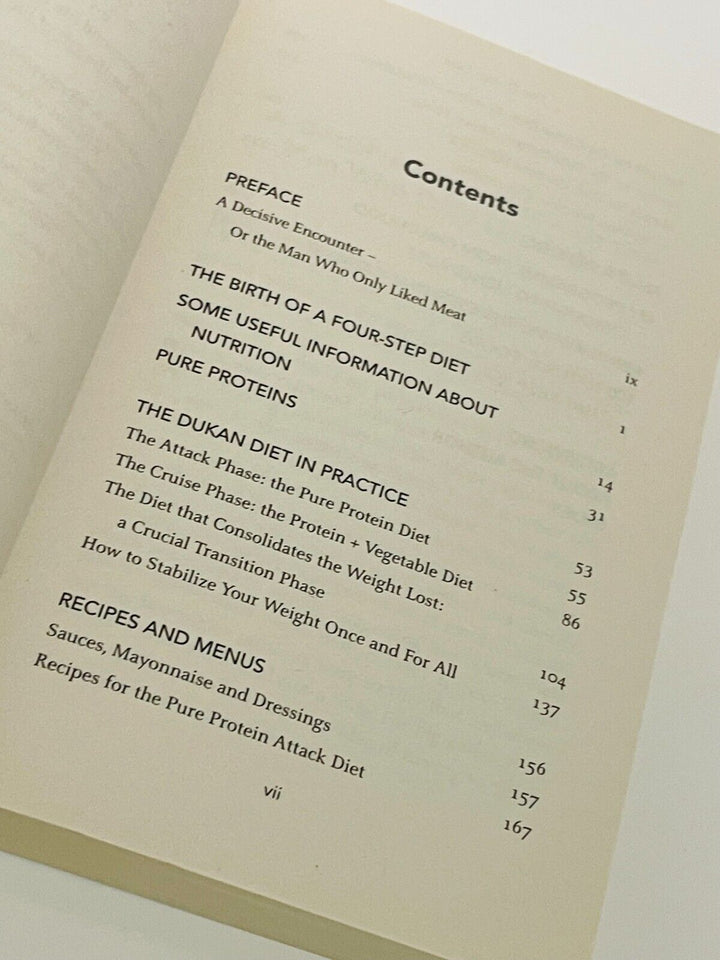 Contents
PREFACE
A Decisive Encounter –
Or the Man Who Only Liked Meat ix
THE BIRTH OF A FOUR-STEP DIET 1
SOME USEFUL INFORMATION ABOUT
NUTRITION 14
PURE PROTEINS 31
THE DUKAN DIET IN PRACTICE 53
The Attack Phase: the Pure Protein Diet 55
The Cruise Phase: the Protein + Vegetable Diet 86
The Diet that Consolidates the Weight Lost:
a Crucial Transition Phase 104
How to Stabilize Your Weight Once and For All 137
RECIPES AND MENUS 156
Sauces, Mayonnaise and Dressings 157
Recipes for the Pure Protein Attack Diet 167
vii